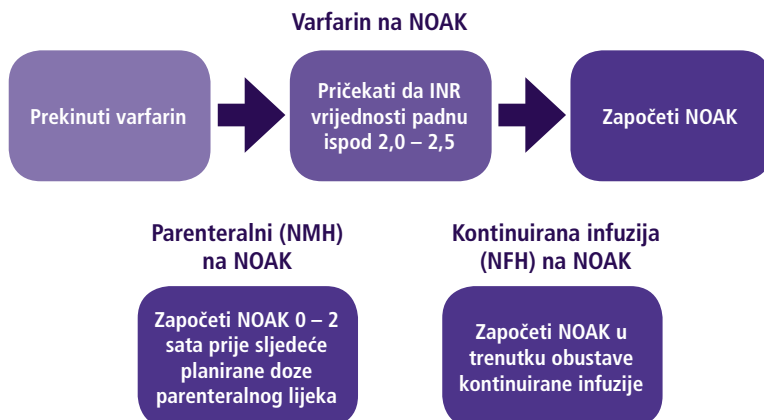 Varfarin na NOAK
Prekinuti varfarin
Pričekati da INR
vrijednosti padnu
ispod 2,0 – 2,5
Započeti NOAK
Parenteralni (NMH)
na NOAK
Započeti NOAK 0 – 2
sata prije sljedeće
planirane doze
parenteralnog lijeka
Kontinuirana infuzija
(NFH) na NOAK
Započeti NOAK u
trenutku obustave
kontinuirane infuzije